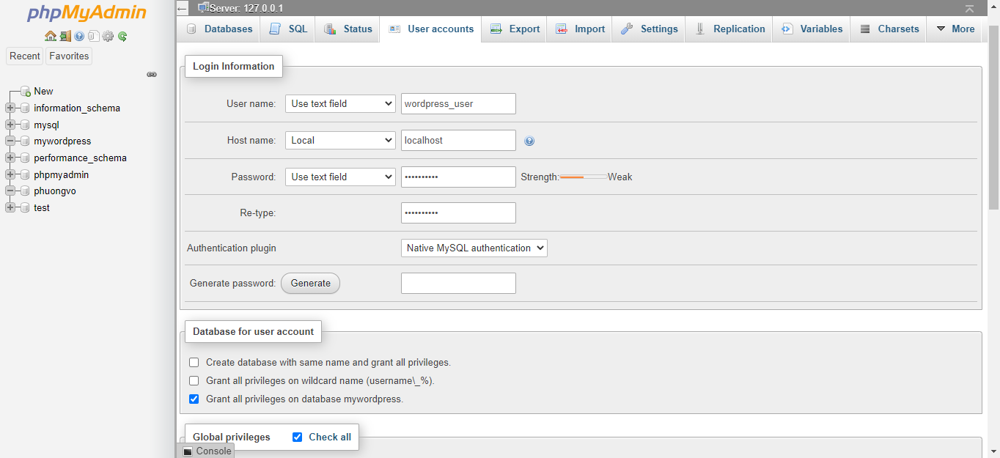 phpMyAdmin
Recent Favorites
New
information_schema
mysql
mywordpress
performance_schema
phpmyadmin
phuongvo
test
Server: 127.0.0.1
Databases SQL Status User accounts Export Import Settings Replication Variables Charsets More
Login Information
User name: Use text field wordpress_user
Host name: Local localhost
Password: Use text field •••••••••• Strength: Weak
Re-type: ••••••••••
Authentication plugin Native MySQL authentication
Generate password: Generate
Database for user account
Create database with same name and grant all privileges.
Grant all privileges on wildcard name (username\_%).
Grant all privileges on database mywordpress.
Global privileges Check all
Console